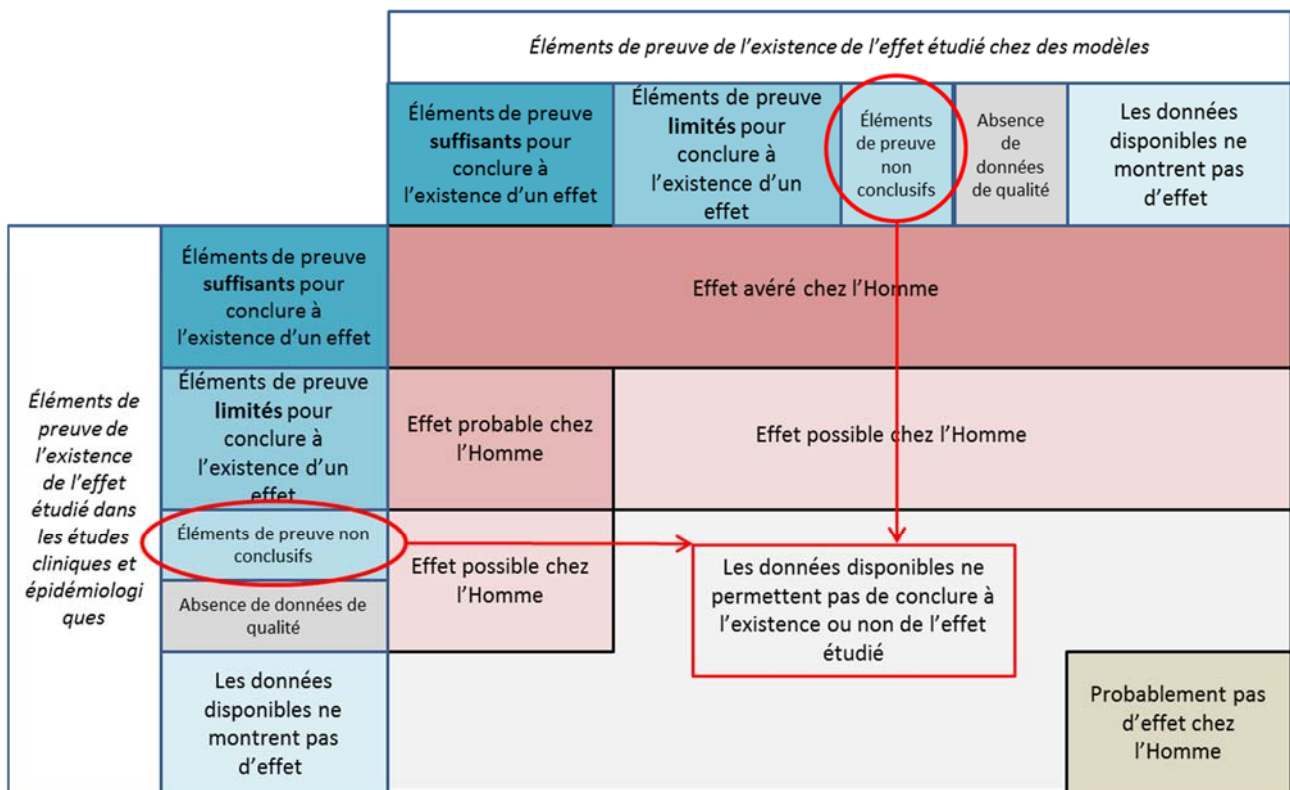 Éléments de preuve de l'existence de l'effet étudié chez des modèles
Éléments de preuve
suffisants pour
conclure à
l'existence d'un effet
Éléments de preuve
limités pour
conclure à
l'existence d'un
effet
Éléments
de preuve
non
conclusifs
Absence
de
données
de qualité
Les données
disponibles ne
montrent pas
d'effet
Éléments de
preuve de
l'existence
de l'effet
étudié dans
les études
cliniques et
épidémiologi
ques
Éléments de preuve
suffisants pour
conclure à
l'existence d'un effet
Effet avéré chez l'Homme
Éléments de preuve
limités pour
conclure à
l'existence d'un
effet
Effet probable chez
l'Homme
Effet possible chez l'Homme
Éléments de preuve non
conclusifs
Effet possible chez
l'Homme
Les données disponibles ne
permettent pas de conclure à
l'existence ou non de l'effet
étudié
Absence de données de
qualité
Les données
disponibles ne
montrent pas
d'effet
Probablement pas
d'effet chez
l'Homme